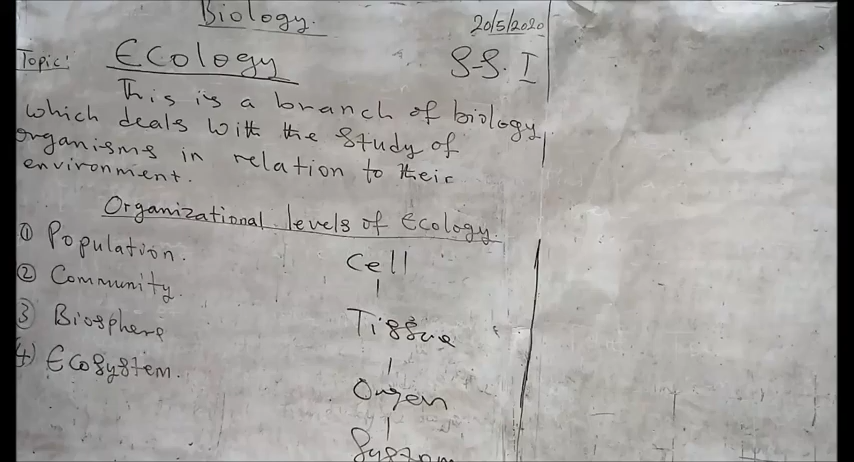 Biology.
20/5/2020
Topic: Ecology
S.S. I
This is a branch of biology
which deals with the study of
organisms in relation to their
environment.
Organizational levels of Ecology
① Population.
② Community.
③ Biosphere
④ Ecosystem.
Cell
Tissue
Organ
System